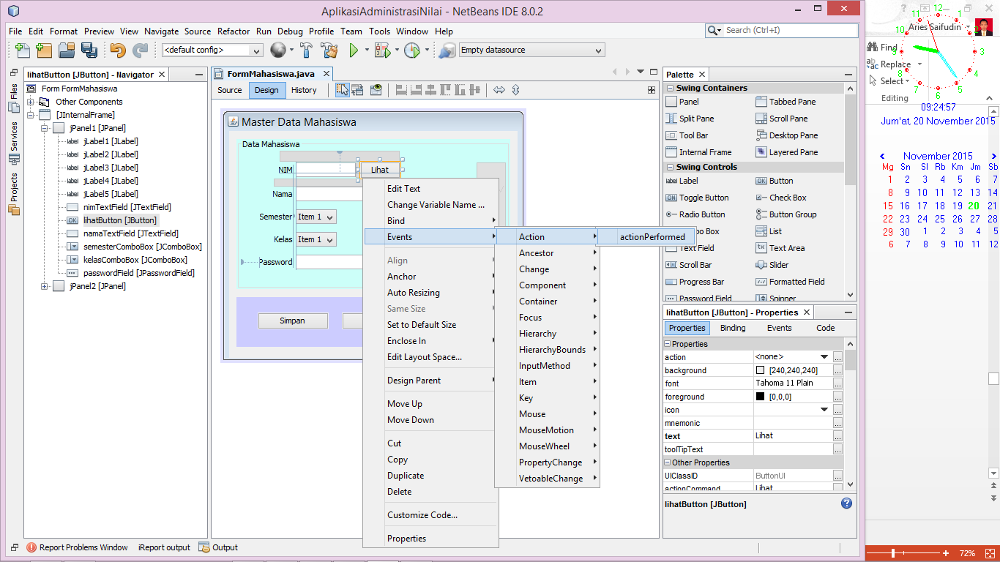 AplikasiAdministrasiNilai - NetBeans IDE 8.0.2
File Edit Format Preview View Navigate Source Refactor Run Debug Profile Team Tools Window Help
Search (Ctrl+I)
<default config>
Empty datasource
lihatButton [JButton] - Navigator
Form FormMahasiswa
Other Components
[JInternalFrame]
jPanel1 [JPanel]
jLabel1 [JLabel]
jLabel2 [JLabel]
jLabel3 [JLabel]
jLabel4 [JLabel]
jLabel5 [JLabel]
nimTextField [JTextField]
lihatButton [JButton]
namaTextField [JTextField]
semesterComboBox [JComboBox]
kelasComboBox [JComboBox]
passwordField [JPasswordField]
jPanel2 [JPanel]
Files
Services
Projects
FormMahasiswa.java
Source Design History
Master Data Mahasiswa
Data Mahasiswa
NIM Lihat
Nama
Semester Item 1
Kelas Item 1
Password
Simpan
Edit Text
Change Variable Name ...
Bind
Events
Align
Anchor
Auto Resizing
Same Size
Set to Default Size
Enclose In
Edit Layout Space...
Design Parent
Move Up
Move Down
Cut
Copy
Duplicate
Delete
Customize Code...
Properties
Action
Ancestor
Change
Component
Container
Focus
Hierarchy
HierarchyBounds
InputMethod
Item
Key
Mouse
MouseMotion
MouseWheel
PropertyChange
VetoableChange
actionPerformed
Palette
Swing Containers
Panel Tabbed Pane
Split Pane Scroll Pane
Tool Bar Desktop Pane
Internal Frame Layered Pane
Swing Controls
Label Button
Toggle Button Check Box
Radio Button Button Group
Box List
Text Field Text Area
Scroll Bar Slider
Progress Bar Formatted Field
Password Field Spinner
lihatButton [JButton] - Properties
Properties Binding Events Code
Properties
action <none>
background [240,240,240]
font Tahoma 11 Plain
foreground [0,0,0]
icon
mnemonic
text Lihat
toolTipText
Other Properties
UIClassID ButtonUI
actionCommand Lihat
lihatButton [JButton]
Report Problems Window iReport output Output
Aries Saifudin
Find
Replace
Select
Editing
12
1
2
3
4
5
6
7
8
9
10
11
09:24:57
Jum'at, 20 November 2015
November 2015
Mg Sn Sl Rb Km Jm Sb
1 2 3 4 5 6 7
8 9 10 11 12 13 14
15 16 17 18 19 20 21
22 23 24 25 26 27 28
29 30 1 2 3 4 5
6 7 8 9 10 11 12
72%